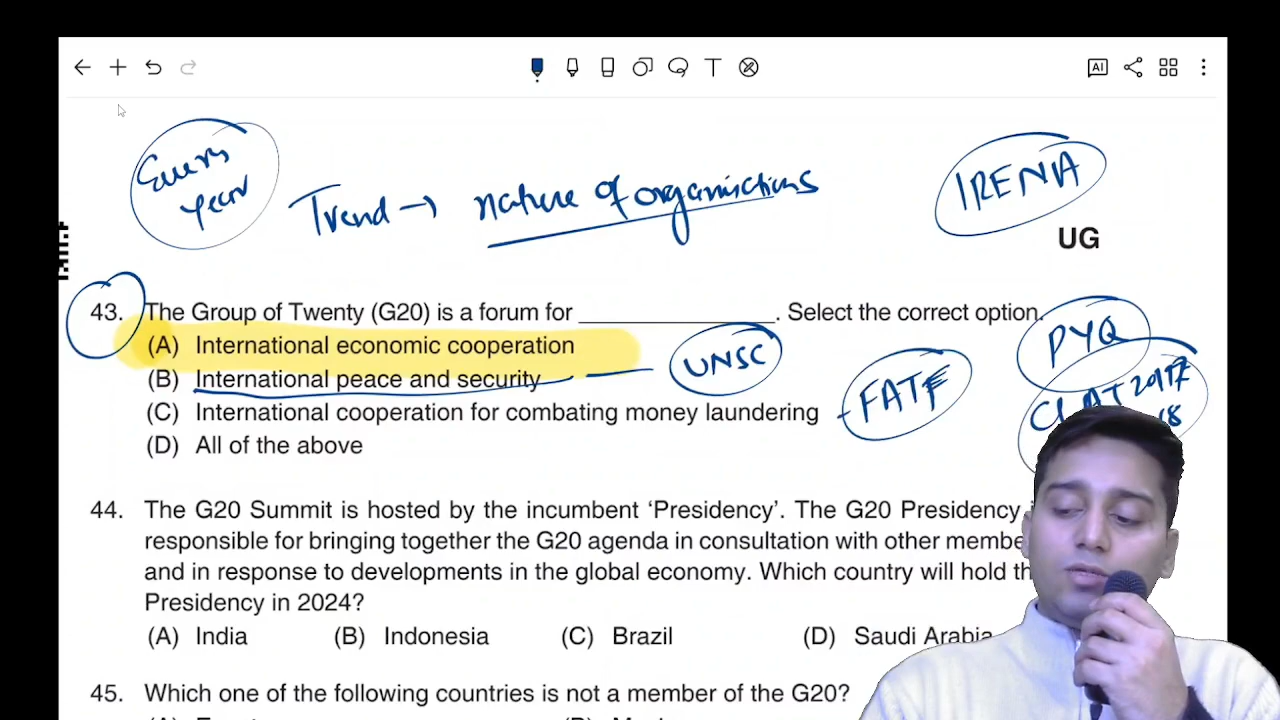 AI
Every
year
Trend → nature of organisations
IRENA
UG
43. The Group of Twenty (G20) is a forum for ________________. Select the correct option.
(A) International economic cooperation
(B) International peace and security
UNSC
(C) International cooperation for combating money laundering
FATF
PYQ
CLAT 2017
18
(D) All of the above
44. The G20 Summit is hosted by the incumbent ‘Presidency’. The G20 Presidency
responsible for bringing together the G20 agenda in consultation with other membe
and in response to developments in the global economy. Which country will hold th
Presidency in 2024?
(A) India (B) Indonesia (C) Brazil (D) Saudi Arabia
45. Which one of the following countries is not a member of the G20?